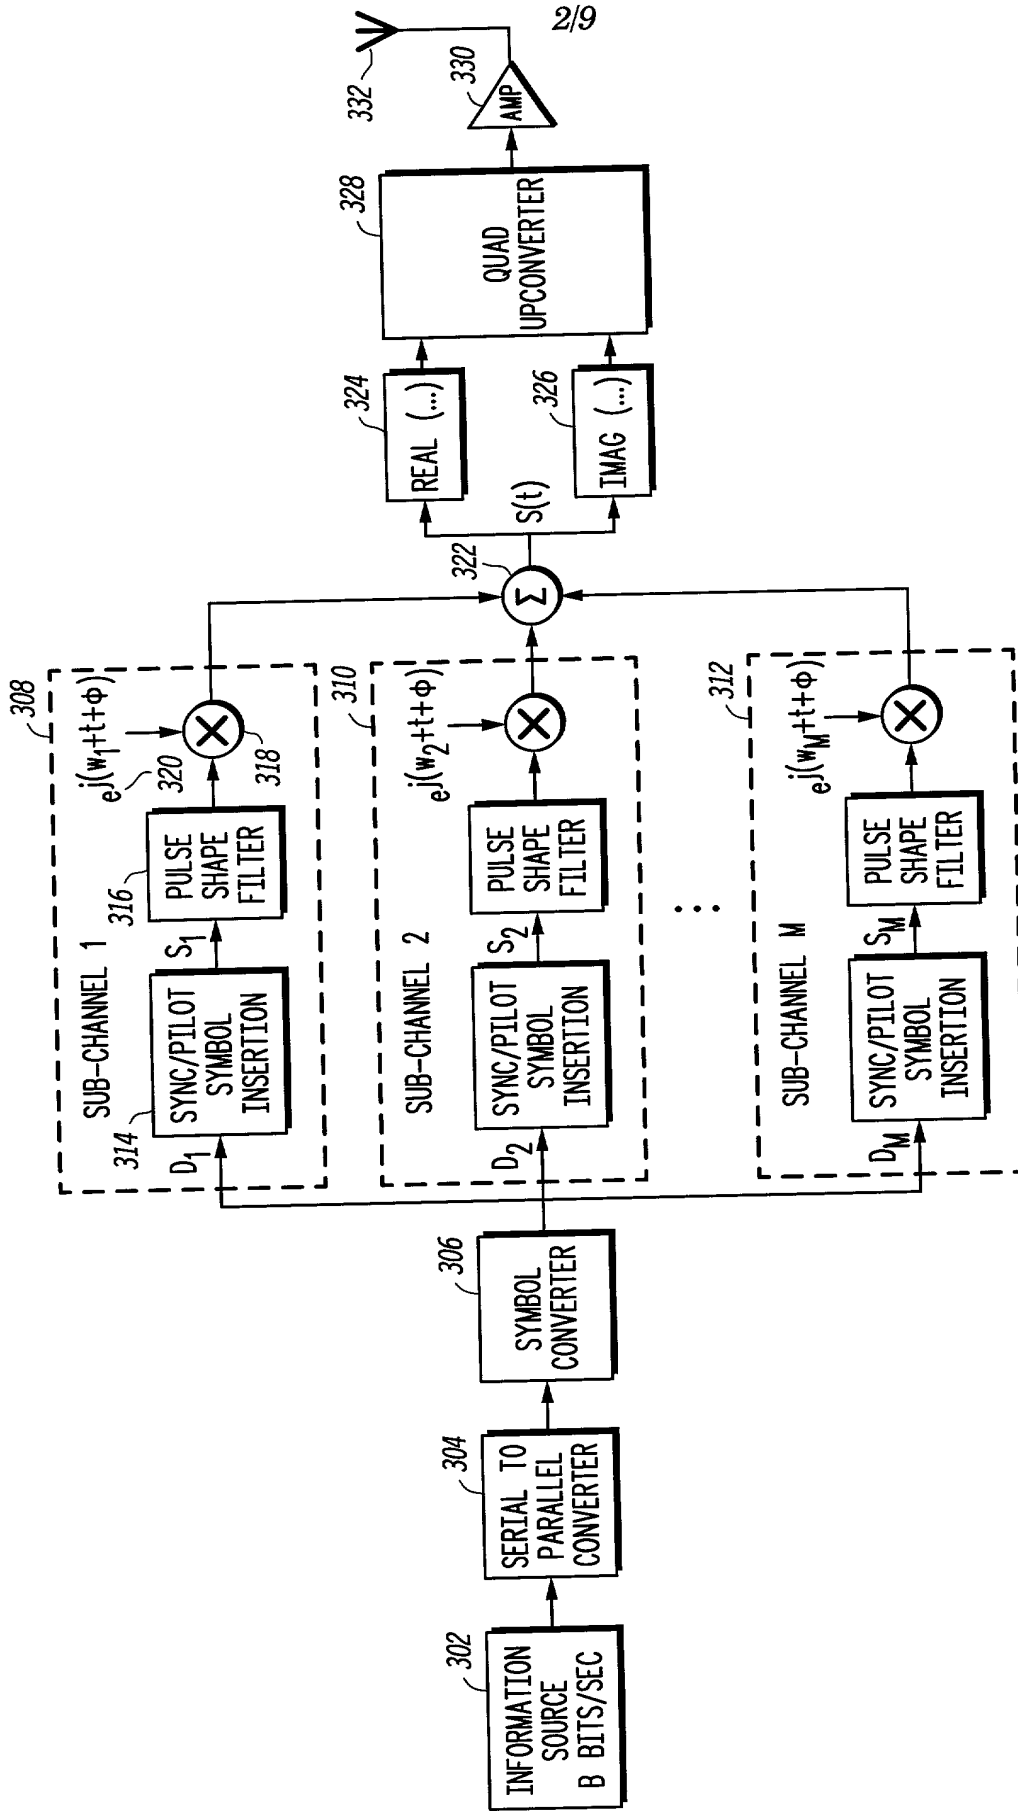 2/9
302
INFORMATION
SOURCE
B BITS/SEC
304
SERIAL TO
PARALLEL
CONVERTER
306
SYMBOL
CONVERTER
308
SUB-CHANNEL 1
314
D1
SYNC/PILOT
SYMBOL
INSERTION
S1
316
PULSE
SHAPE
FILTER
ej(w1+t+Φ)
320
318
310
SUB-CHANNEL 2
D2
SYNC/PILOT
SYMBOL
INSERTION
S2
PULSE
SHAPE
FILTER
ej(w2+t+Φ)
...
312
SUB-CHANNEL M
DM
SYNC/PILOT
SYMBOL
INSERTION
SM
PULSE
SHAPE
FILTER
ej(wM+t+Φ)
322
Σ
S(t)
324
REAL (...)
326
IMAG (...)
328
QUAD
UPCONVERTER
330
AMP
332